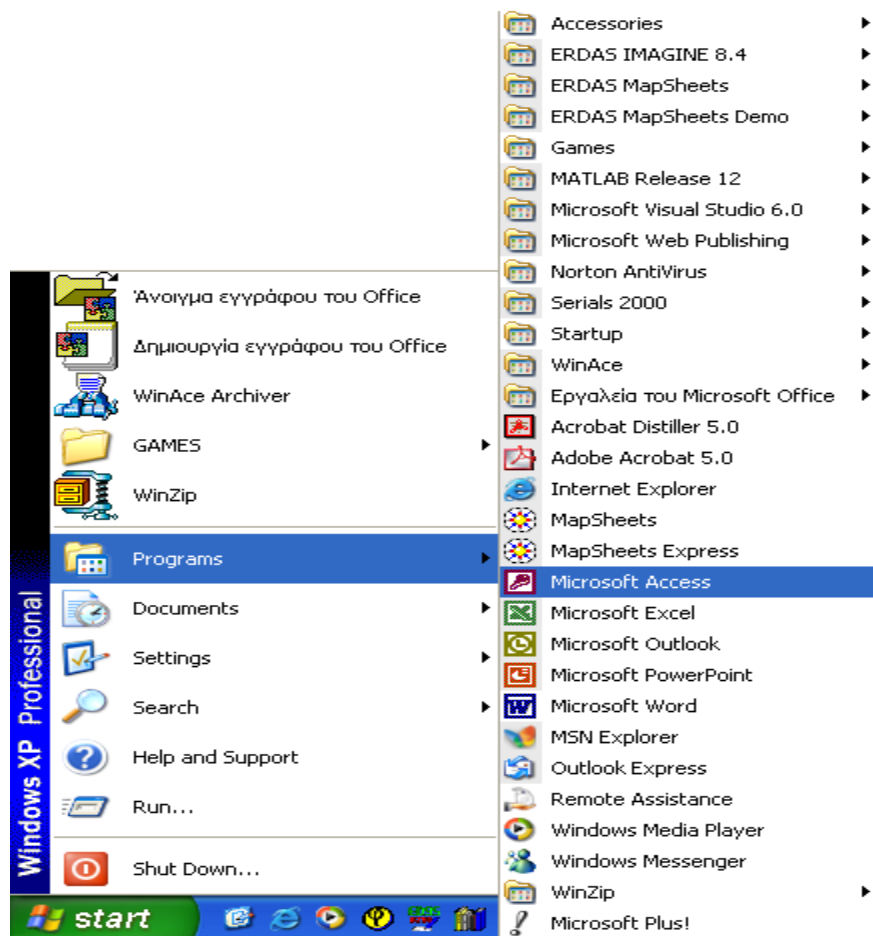 Άνοιγμα εγγράφου του Office
Δημιουργία εγγράφου του Office
WinAce Archiver
GAMES
WinZip
Programs
Documents
Settings
Search
Help and Support
Run...
Shut Down...
Windows XP Professional
start
Accessories
ERDAS IMAGINE 8.4
ERDAS MapSheets
ERDAS MapSheets Demo
Games
MATLAB Release 12
Microsoft Visual Studio 6.0
Microsoft Web Publishing
Norton AntiVirus
Serials 2000
Startup
WinAce
Εργαλεία του Microsoft Office
Acrobat Distiller 5.0
Adobe Acrobat 5.0
Internet Explorer
MapSheets
MapSheets Express
Microsoft Access
Microsoft Excel
Microsoft Outlook
Microsoft PowerPoint
Microsoft Word
MSN Explorer
Outlook Express
Remote Assistance
Windows Media Player
Windows Messenger
WinZip
Microsoft Plus!